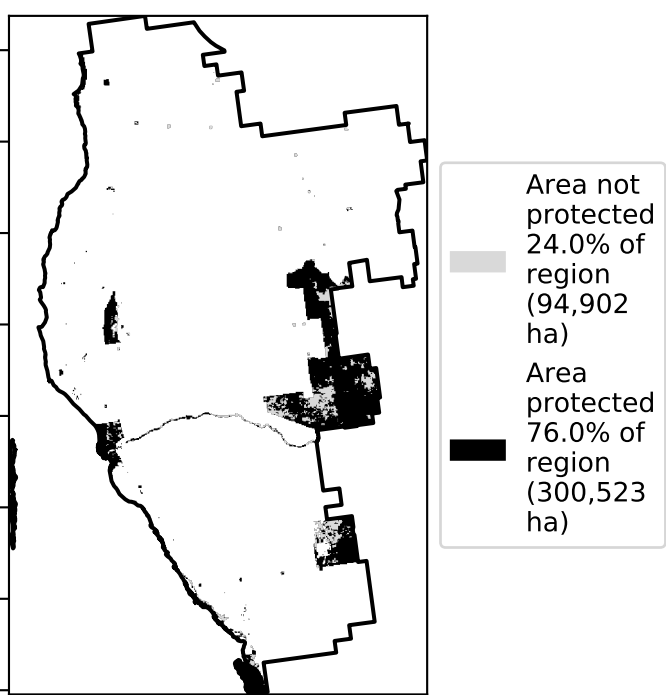 Area not
protected
24.0% of
region
(94,902
ha)
Area
protected
76.0% of
region
(300,523
ha)